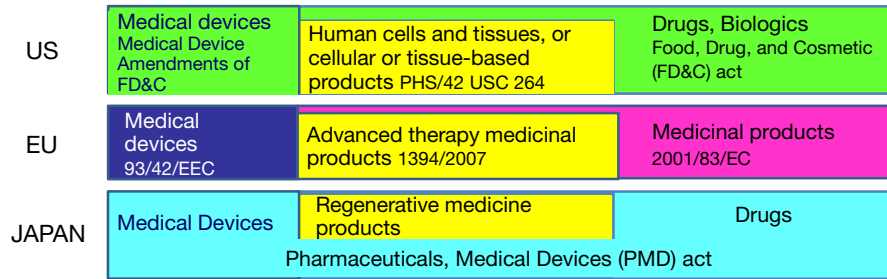 US
Medical devices
Medical Device
Amendments of
FD&C
Human cells and tissues, or
cellular or tissue-based
products PHS/42 USC 264
Drugs, Biologics
Food, Drug, and Cosmetic
(FD&C) act
EU
Medical
devices
93/42/EEC
Advanced therapy medicinal
products 1394/2007
Medicinal products
2001/83/EC
JAPAN
Medical Devices
Regenerative medicine
products
Drugs
Pharmaceuticals, Medical Devices (PMD) act